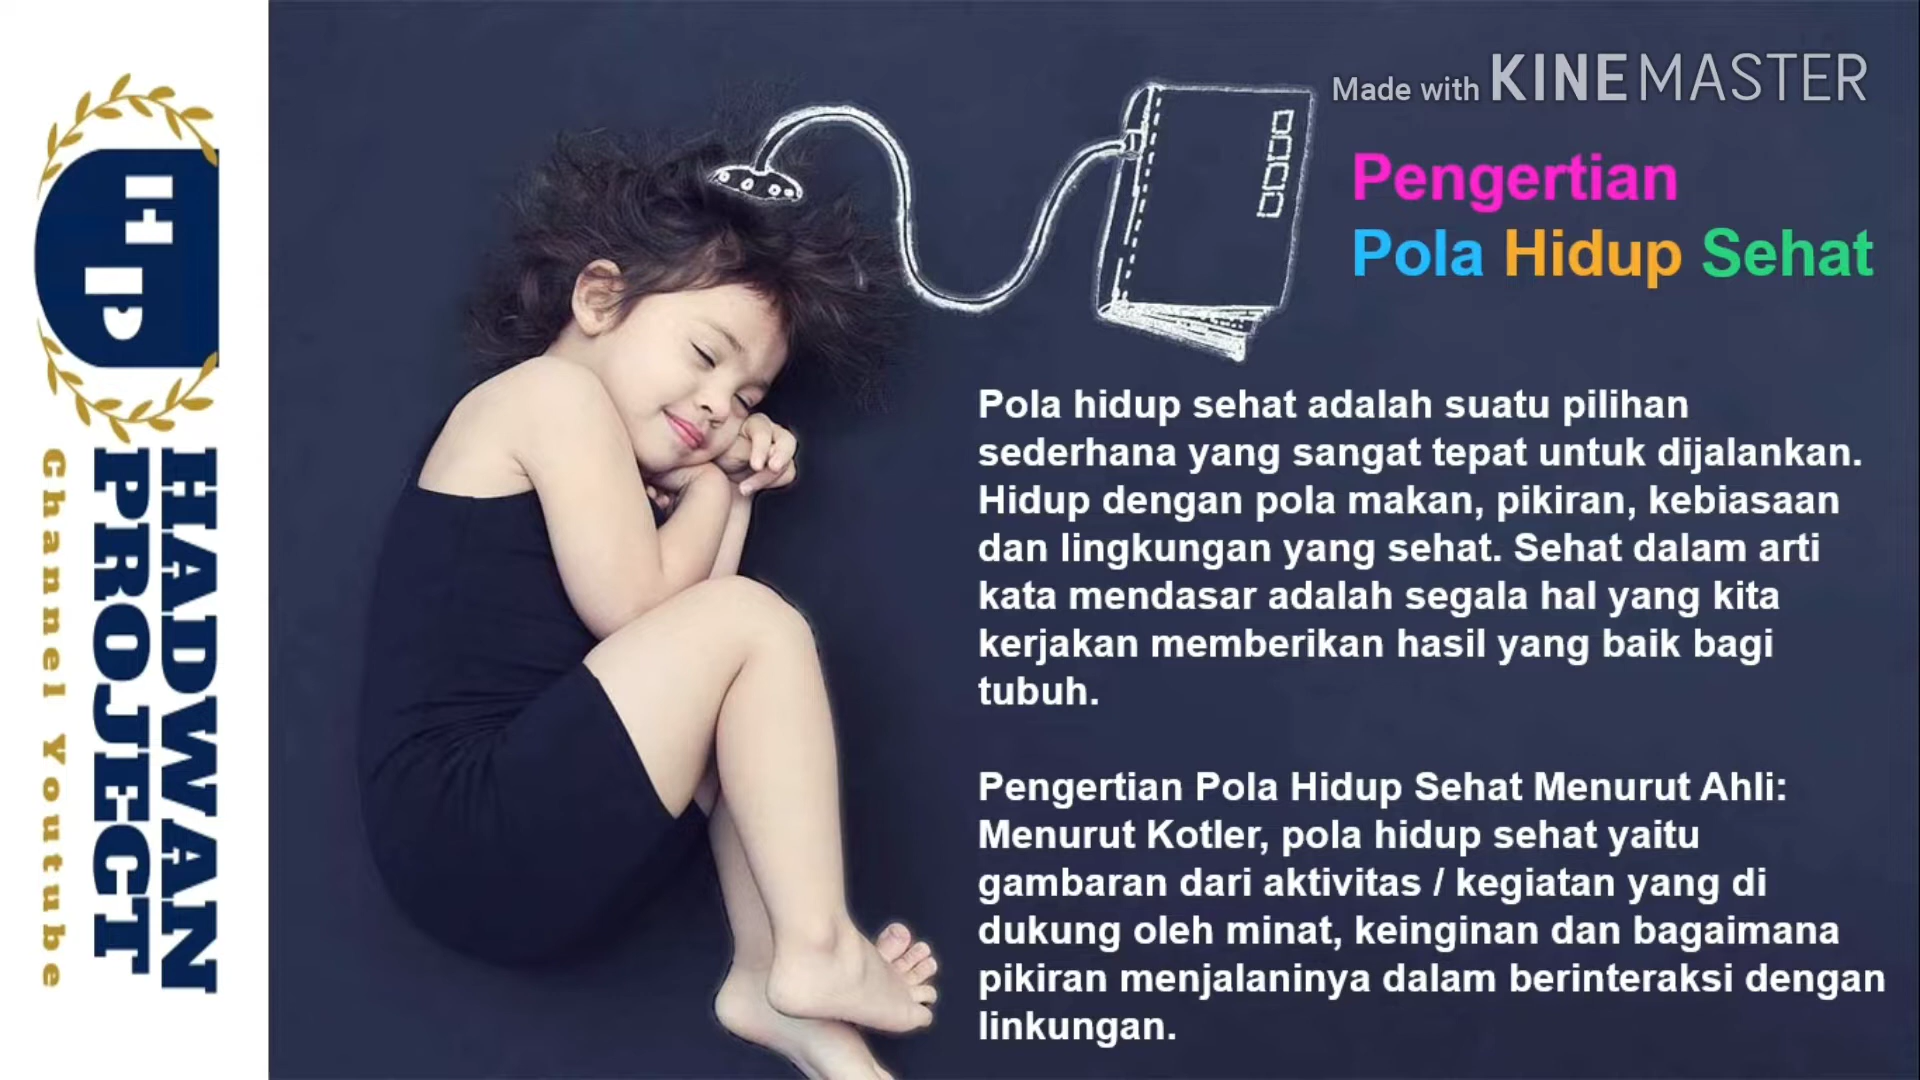 HP
HADWAN
PROJECT
Channel Youtube
Made with KINEMASTER
Pengertian
Pola Hidup Sehat
Pola hidup sehat adalah suatu pilihan
sederhana yang sangat tepat untuk dijalankan.
Hidup dengan pola makan, pikiran, kebiasaan
dan lingkungan yang sehat. Sehat dalam arti
kata mendasar adalah segala hal yang kita
kerjakan memberikan hasil yang baik bagi
tubuh.
Pengertian Pola Hidup Sehat Menurut Ahli:
Menurut Kotler, pola hidup sehat yaitu
gambaran dari aktivitas / kegiatan yang di
dukung oleh minat, keinginan dan bagaimana
pikiran menjalaninya dalam berinteraksi dengan
linkungan.